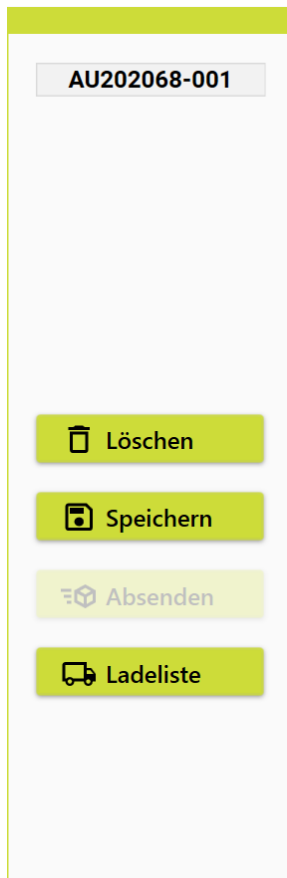 AU202068-001
Löschen
Speichern
Absenden
Ladeliste